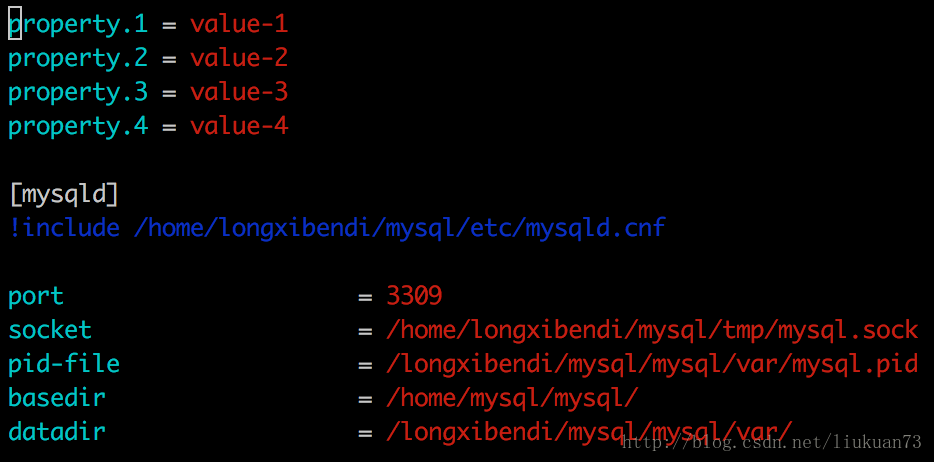 property.1 = value-1
property.2 = value-2
property.3 = value-3
property.4 = value-4
[mysqld]
!include /home/longxibendi/mysql/etc/mysqld.cnf
port = 3309
socket = /home/longxibendi/mysql/tmp/mysql.sock
pid-file = /longxibendi/mysql/mysql/var/mysql.pid
basedir = /home/mysql/mysql/
datadir = /longxibendi/mysql/mysql/var/
http://blog.csdn.net/liukuan73